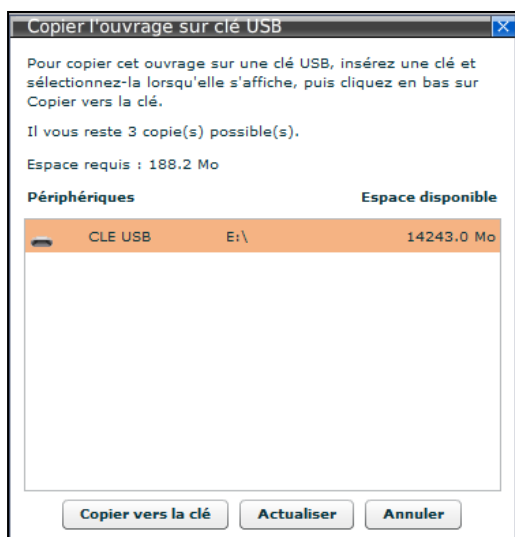 Copier l'ouvrage sur clé USB
Pour copier cet ouvrage sur une clé USB, insérez une clé et
sélectionnez-la lorsqu'elle s'affiche, puis cliquez en bas sur
Copier vers la clé.
Il vous reste 3 copie(s) possible(s).
Espace requis : 188.2 Mo
Périphériques Espace disponible
CLE USB E:\ 14243.0 Mo
Copier vers la clé Actualiser Annuler